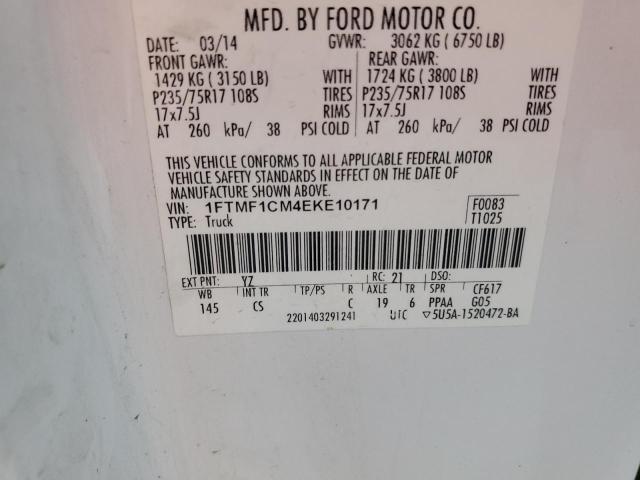 MFD. BY FORD MOTOR CO.
DATE: 03/14 GVWR: 3062 KG ( 6750 LB)
FRONT GAWR: REAR GAWR:
1429 KG ( 3150 LB) WITH 1724 KG ( 3800 LB) WITH
P235/75R17 108S TIRES P235/75R17 108S TIRES
17x7.5J RIMS 17x7.5J RIMS
AT 260 kPa/ 38 PSI COLD AT 260 kPa/ 38 PSI COLD
THIS VEHICLE CONFORMS TO ALL APPLICABLE FEDERAL MOTOR
VEHICLE SAFETY STANDARDS IN EFFECT ON THE DATE OF
MANUFACTURE SHOWN ABOVE.
VIN: 1FTMF1CM4EKE10171 F0083
TYPE: Truck T1025
EXT PNT: YZ RC: 21 DSO:
WB INT TR TP/PS R AXLE TR SPR CF617
145 CS C 19 6 PPAA G05
2201403291241 UTC ▽5U5A-1520472-BA